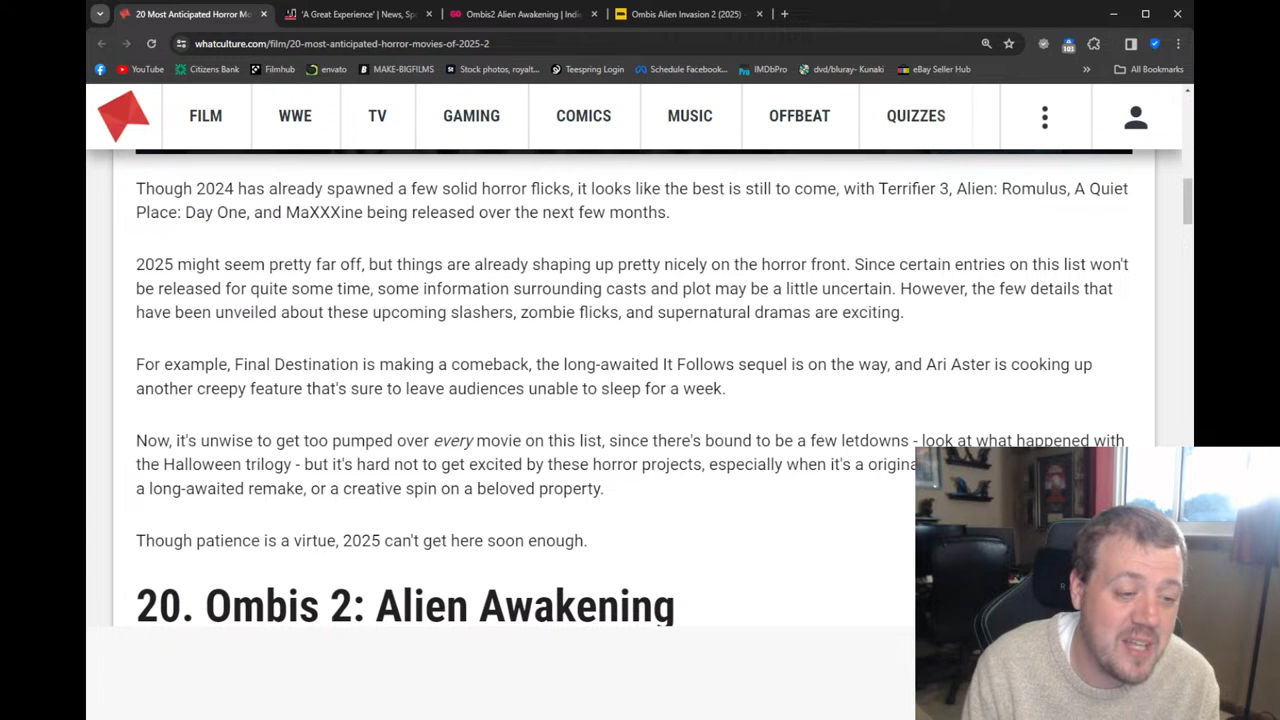 20 Most Anticipated Horror Mo
'A Great Experience' | News, Sp
Ombis2 Alien Awakening | Indi
Ombis Alien Invasion 2 (2025)
whatculture.com/film/20-most-anticipated-horror-movies-of-2025-2
103
YouTube
Citizens Bank
Filmhub
envato
MAKE-BIGFILMS
Stock photos, royalt...
Teespring Login
Schedule Facebook...
IMDbPro
dvd/bluray- Kunaki
eBay Seller Hub
»
All Bookmarks
FILM
WWE
TV
GAMING
COMICS
MUSIC
OFFBEAT
QUIZZES
Though 2024 has already spawned a few solid horror flicks, it looks like the best is still to come, with Terrifier 3, Alien: Romulus, A Quiet
Place: Day One, and MaXXXine being released over the next few months.
2025 might seem pretty far off, but things are already shaping up pretty nicely on the horror front. Since certain entries on this list won't
be released for quite some time, some information surrounding casts and plot may be a little uncertain. However, the few details that
have been unveiled about these upcoming slashers, zombie flicks, and supernatural dramas are exciting.
For example, Final Destination is making a comeback, the long-awaited It Follows sequel is on the way, and Ari Aster is cooking up
another creepy feature that's sure to leave audiences unable to sleep for a week.
Now, it's unwise to get too pumped over every movie on this list, since there's bound to be a few letdowns - look at what happened with
the Halloween trilogy - but it's hard not to get excited by these horror projects, especially when it's a origina
a long-awaited remake, or a creative spin on a beloved property.
Though patience is a virtue, 2025 can't get here soon enough.
20. Ombis 2: Alien Awakening